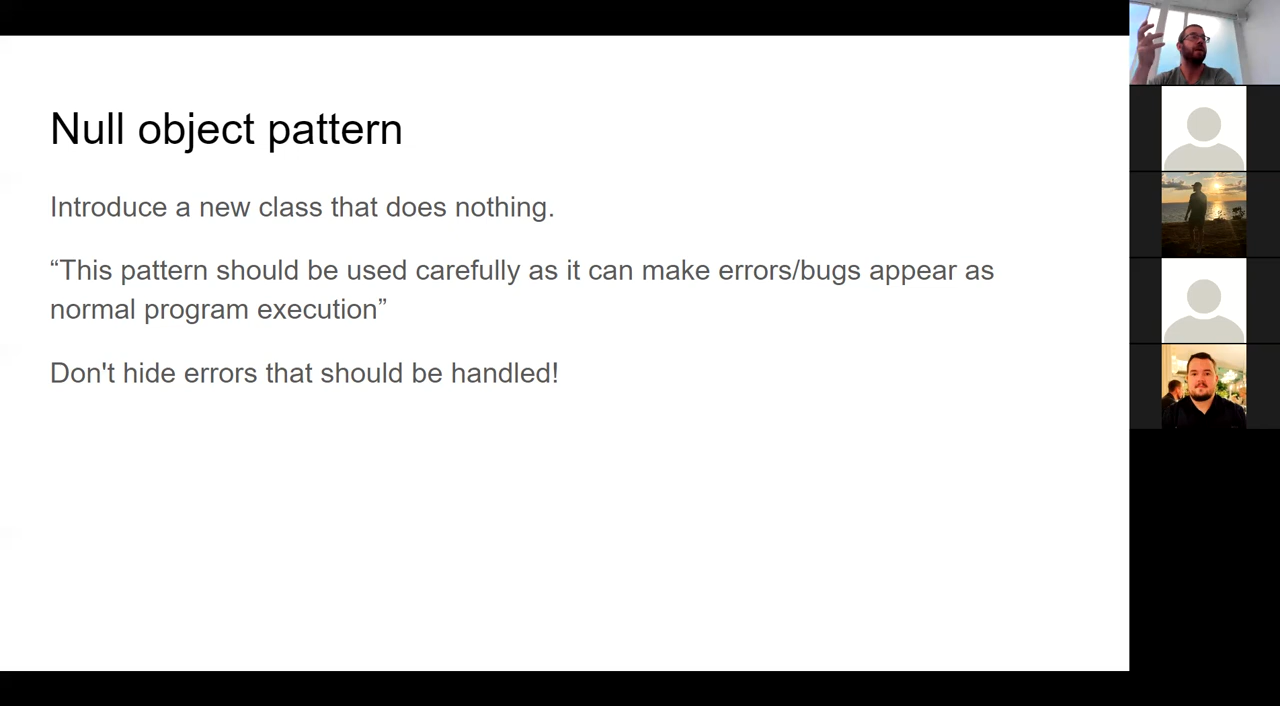 Null object pattern
Introduce a new class that does nothing.
“This pattern should be used carefully as it can make errors/bugs appear as
normal program execution”
Don't hide errors that should be handled!